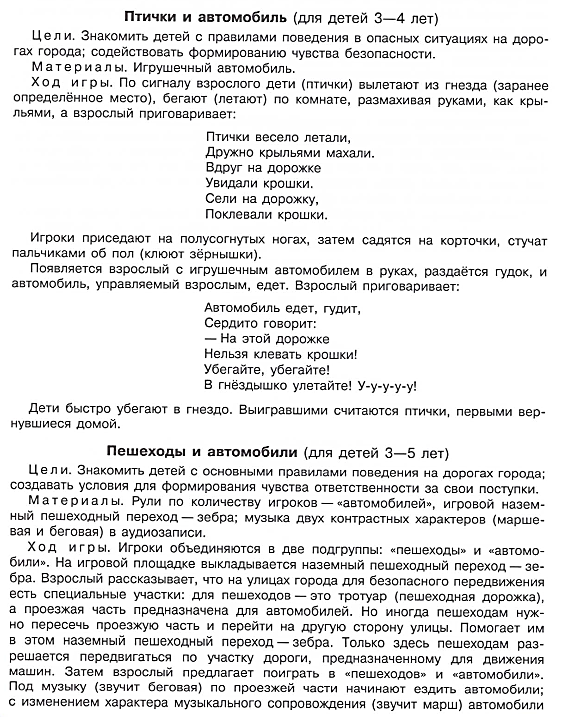 Птички и автомобиль (для детей 3—4 лет)
Цели. Знакомить детей с правилами поведения в опасных ситуациях на доро-
гах города; содействовать формированию чувства безопасности.
Материалы. Игрушечный автомобиль.
Ход игры. По сигналу взрослого дети (птички) вылетают из гнезда (заранее
определённое место), бегают (летают) по комнате, размахивая руками, как кры-
льями, а взрослый приговаривает:
Птички весело летали,
Дружно крыльями махали.
Вдруг на дорожке
Увидали крошки.
Сели на дорожку,
Поклевали крошки.
Игроки приседают на полусогнутых ногах, затем садятся на корточки, стучат
пальчиками об пол (клюют зёрнышки).
Появляется взрослый с игрушечным автомобилем в руках, раздаётся гудок, и
автомобиль, управляемый взрослым, едет. Взрослый приговаривает:
Автомобиль едет, гудит,
Сердито говорит:
— На этой дорожке
Нельзя клевать крошки!
Убегайте, убегайте!
В гнёздышко улетайте! У-у-у-у-у!
Дети быстро убегают в гнездо. Выигравшими считаются птички, первыми вер-
нувшиеся домой.
Пешеходы и автомобили (для детей 3—5 лет)
Цели. Знакомить детей с основными правилами поведения на дорогах города;
создавать условия для формирования чувства ответственности за свои поступки.
Материалы. Рули по количеству игроков — «автомобилей», игровой назем-
ный пешеходный переход — зебра; музыка двух контрастных характеров (марше-
вая и беговая) в аудиозаписи.
Ход игры. Игроки объединяются в две подгруппы: «пешеходы» и «автомо-
били». На игровой площадке выкладывается наземный пешеходный переход — зе-
бра. Взрослый рассказывает, что на улицах города для безопасного передвижения
есть специальные участки: для пешеходов — это тротуар (пешеходная дорожка),
а проезжая часть предназначена для автомобилей. Но иногда пешеходам нуж-
но пересечь проезжую часть и перейти на другую сторону улицы. Помогает им
в этом наземный пешеходный переход — зебра. Только здесь пешеходам раз-
решается передвигаться по участку дороги, предназначенному для движения
машин. Затем взрослый предлагает поиграть в «пешеходов» и «автомобили».
Под музыку (звучит беговая) по проезжей части начинают ездить автомобили;
с изменением характера музыкального сопровождения (звучит марш) автомобили